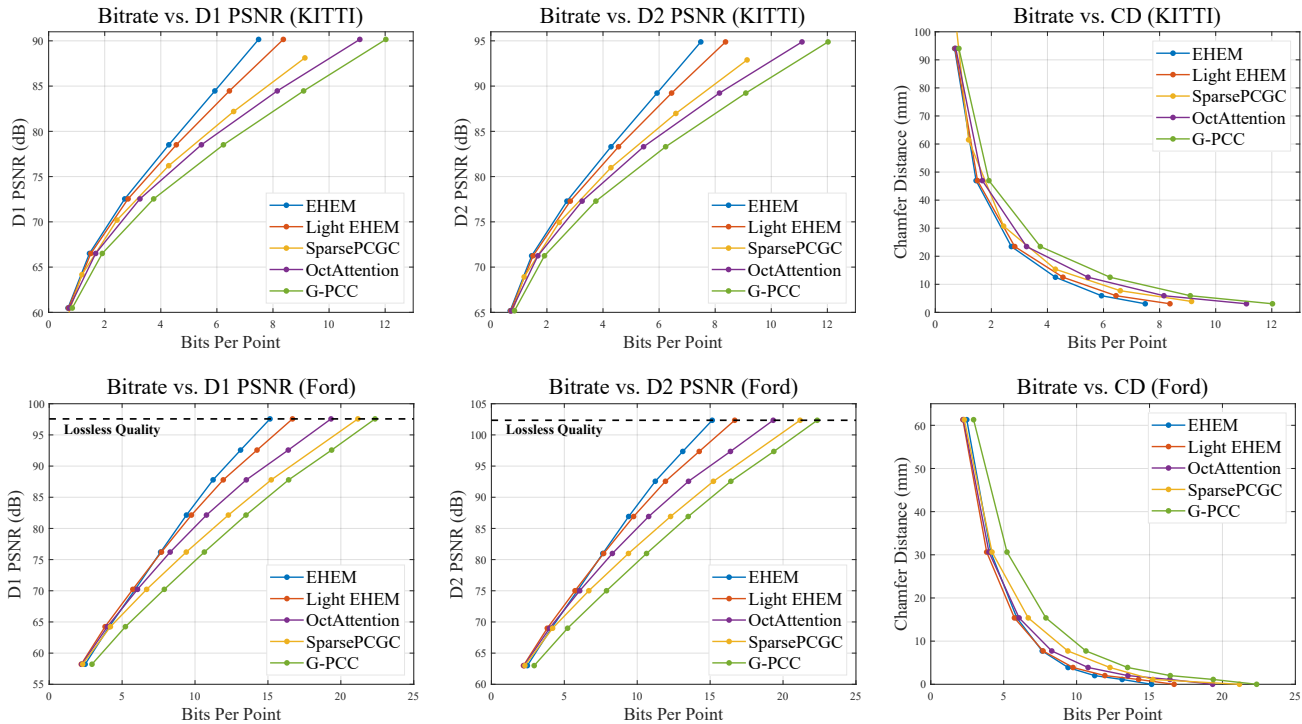 Bitrate vs. D1 PSNR (KITTI)
90
85
80
75
70
65
60
0 2 4 6 8 10 12
D1 PSNR (dB)
Bits Per Point
EHEM
Light EHEM
SparsePCGC
OctAttention
G-PCC
Bitrate vs. D2 PSNR (KITTI)
95
90
85
80
75
70
65
0 2 4 6 8 10 12
D2 PSNR (dB)
Bits Per Point
EHEM
Light EHEM
SparsePCGC
OctAttention
G-PCC
Bitrate vs. CD (KITTI)
100
90
80
70
60
50
40
30
20
10
0
0 2 4 6 8 10 12
Chamfer Distance (mm)
Bits Per Point
EHEM
Light EHEM
SparsePCGC
OctAttention
G-PCC
Bitrate vs. D1 PSNR (Ford)
100
95
90
85
80
75
70
65
60
55
0 5 10 15 20 25
D1 PSNR (dB)
Bits Per Point
Lossless Quality
EHEM
Light EHEM
OctAttention
SparsePCGC
G-PCC
Bitrate vs. D2 PSNR (Ford)
105
100
95
90
85
80
75
70
65
60
0 5 10 15 20 25
D2 PSNR (dB)
Bits Per Point
Lossless Quality
EHEM
Light EHEM
OctAttention
SparsePCGC
G-PCC
Bitrate vs. CD (Ford)
60
50
40
30
20
10
0
0 5 10 15 20 25
Chamfer Distance (mm)
Bits Per Point
EHEM
Light EHEM
OctAttention
SparsePCGC
G-PCC